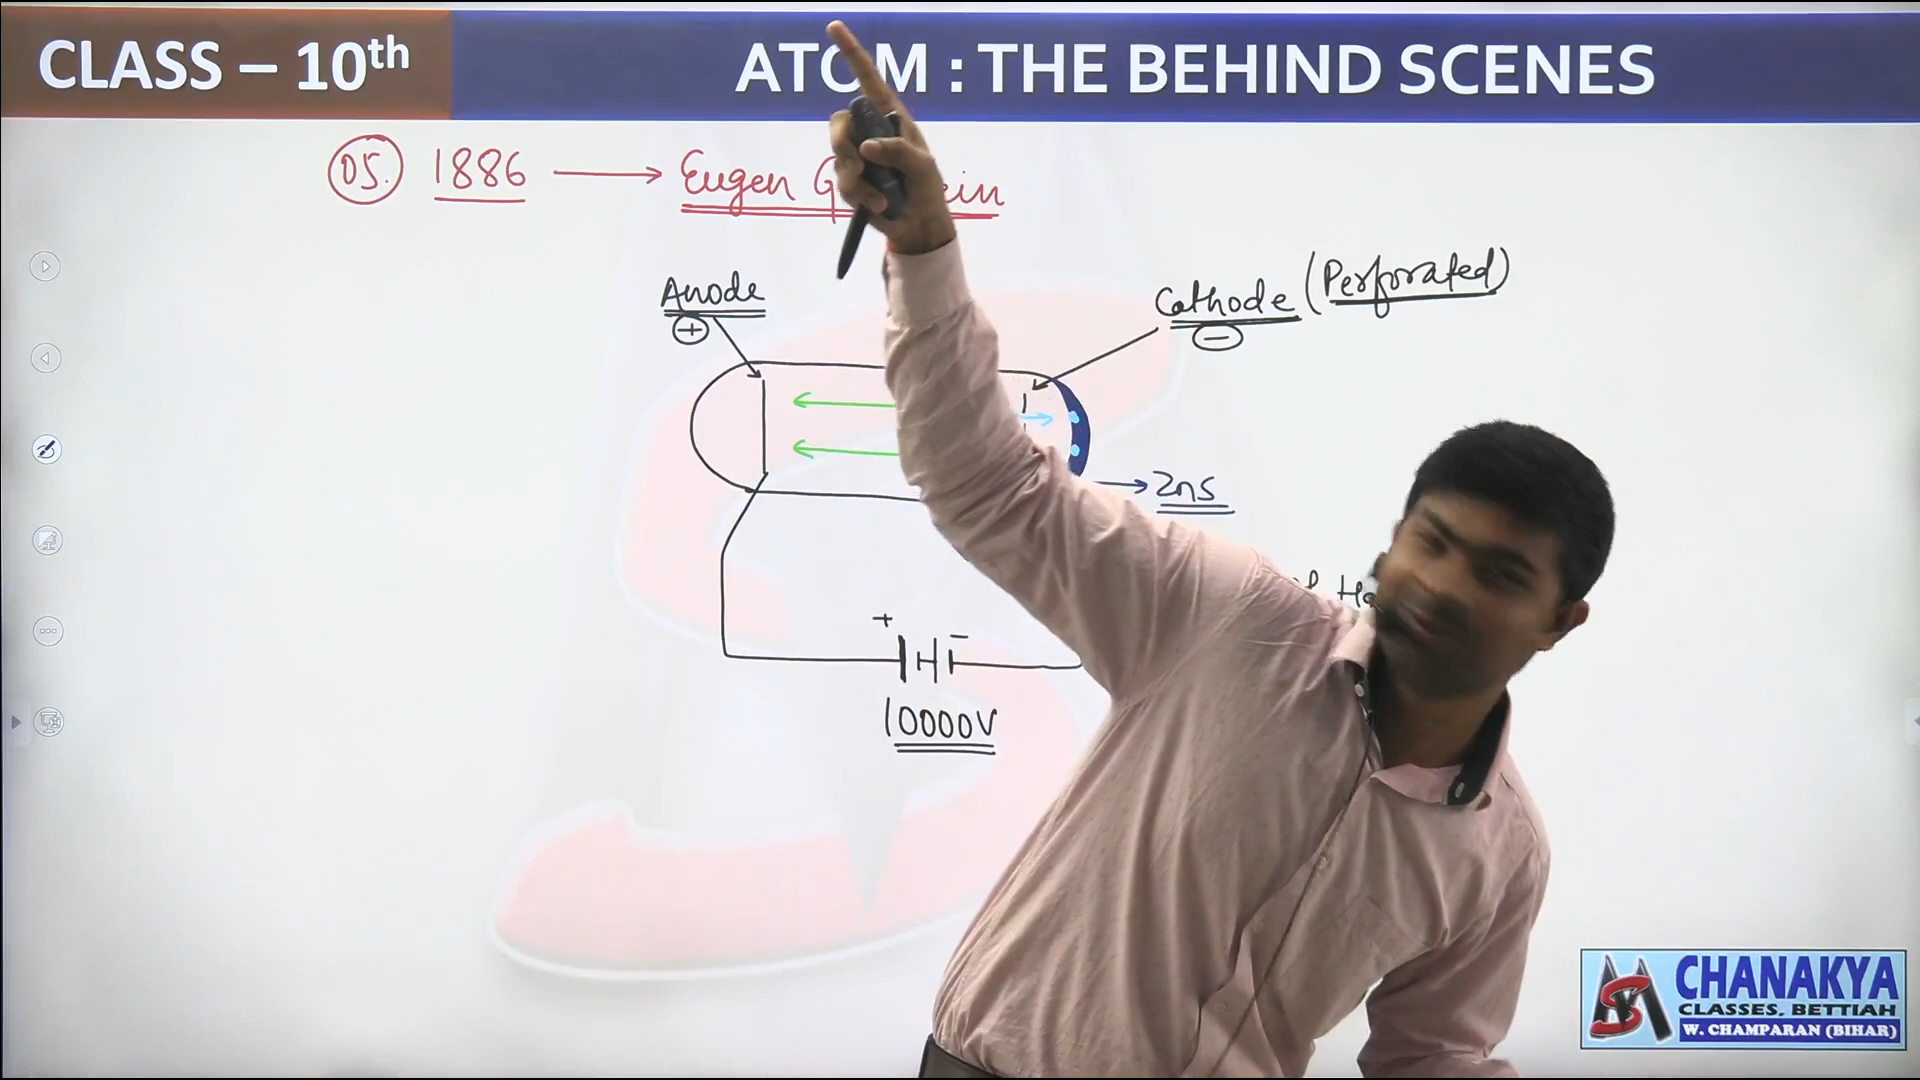 CLASS – 10th
ATOM : THE BEHIND SCENES
05. 1886 → Eugen
Anode
+
Cathode (Perforated)
−
ZnS
+ −
10000V
CHANAKYA
CLASSES, BETTIAH
W. CHAMPARAN (BIHAR)